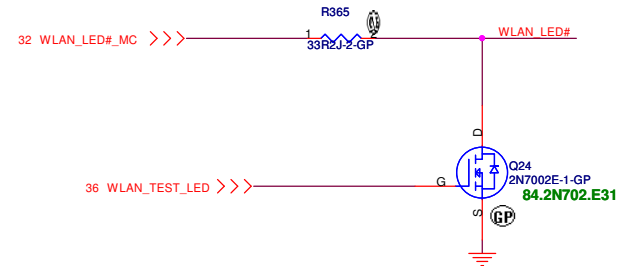 R365
32 WLAN_LED#_MC
1
2
WLAN_LED#
33R2J-2-GP
D
Q24
2N7002E-1-GP
G
36 WLAN_TEST_LED
84.2N702.E31
S
GP